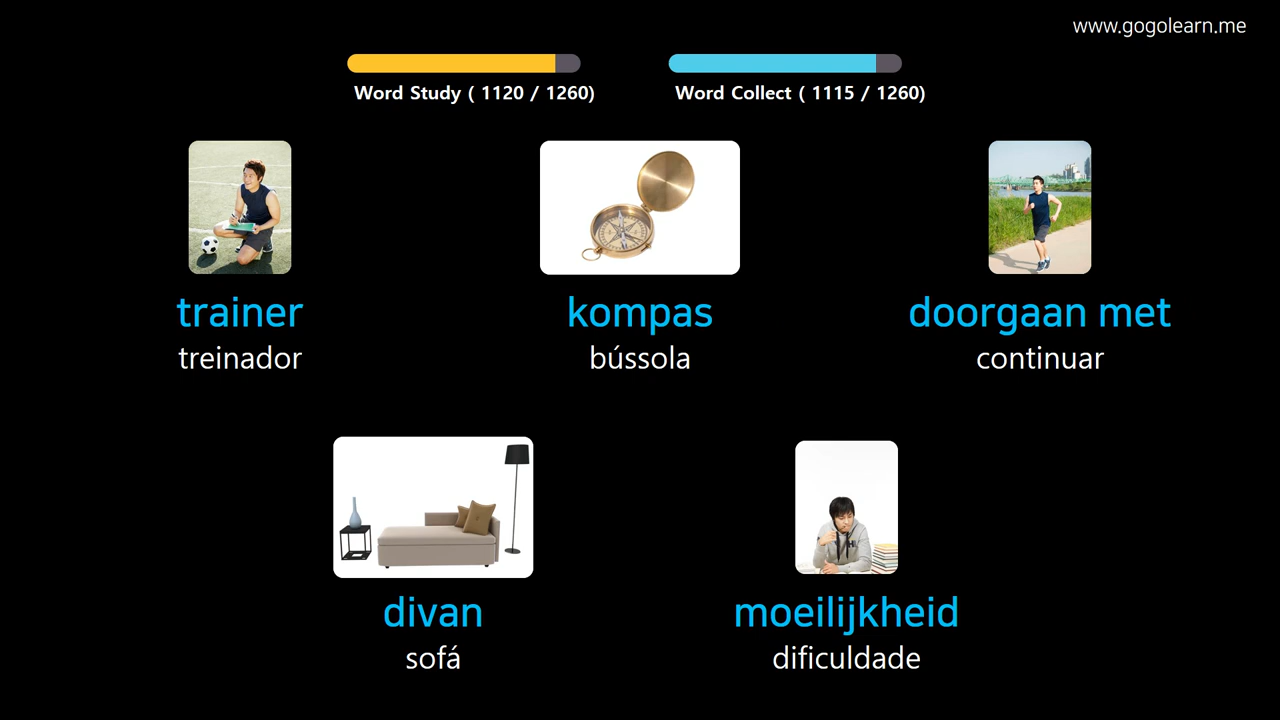 www.gogolearn.me
Word Study ( 1120 / 1260)
Word Collect ( 1115 / 1260)
trainer
treinador
kompas
bússola
doorgaan met
continuar
divan
sofá
moeilijkheid
dificuldade